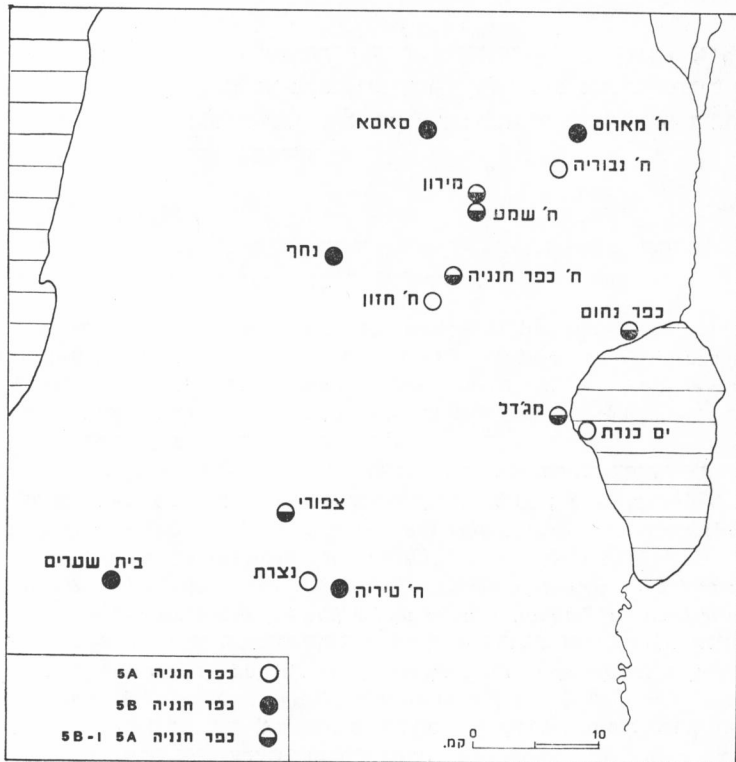 סאסא
ח' מארוס
ח' נבוריה
מירון
ח' שמע
נחף
ח' כפר חנניה
ח' חזון
כפר נחום
מג'דל
ים כנרת
צפורי
בית שערים
נצרת
ח' טיריה
כפר חנניה 5A
כפר חנניה 5B
כפר חנניה 5A ו-5B
0 10
קמ.